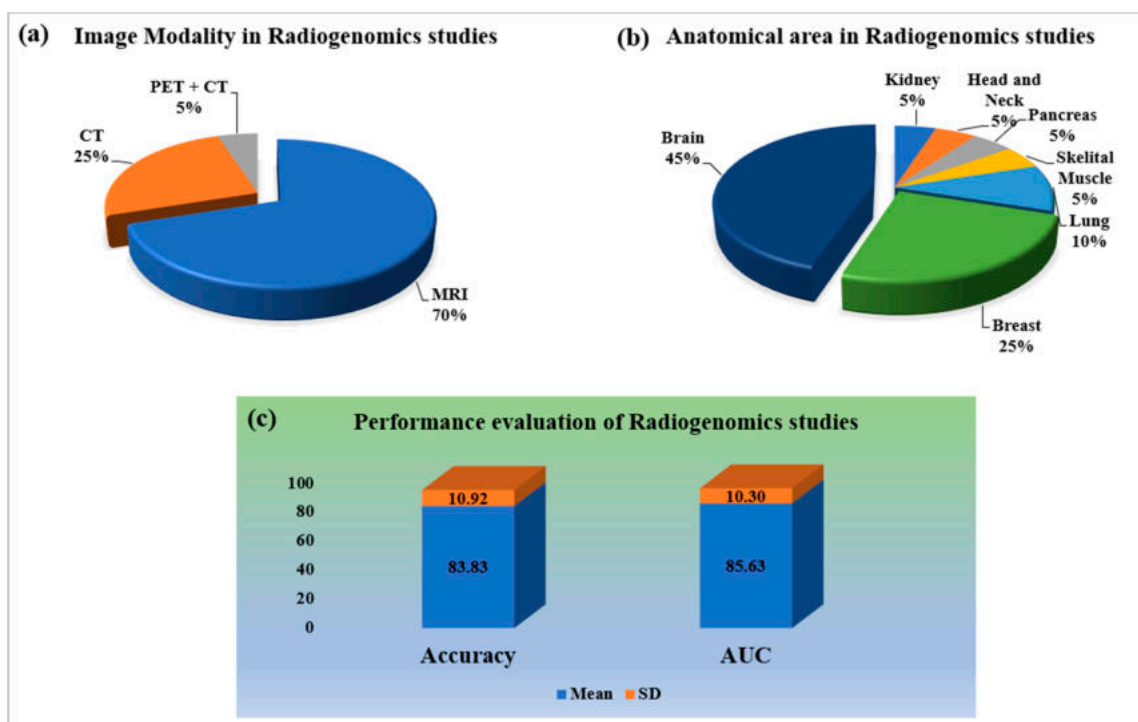 (a) Image Modality in Radiogenomics studies
PET + CT
5%
CT
25%
MRI
70%
(b) Anatomical area in Radiogenomics studies
Kidney
5%
Head and
Neck
5%
Pancreas
5%
Skelital
Muscle
5%
Lung
10%
Brain
45%
Breast
25%
(c) Performance evaluation of Radiogenomics studies
100
80
60
40
20
0
10.92
83.83
10.30
85.63
Accuracy
AUC
Mean SD